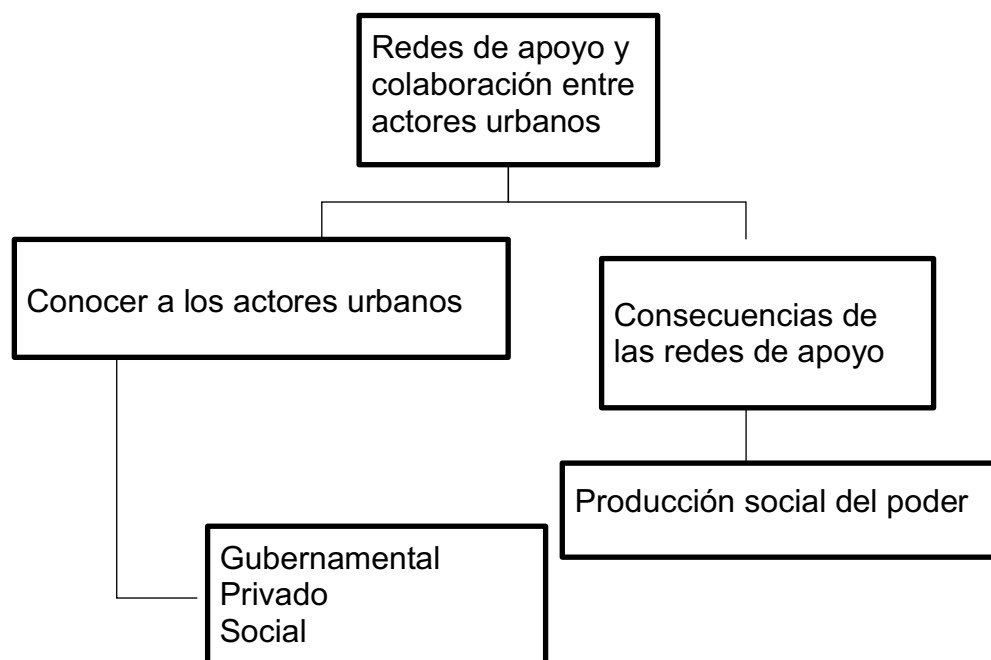 Redes de apoyo y
colaboración entre
actores urbanos
Conocer a los actores urbanos
Consecuencias de
las redes de apoyo
Producción social del poder
Gubernamental
Privado
Social